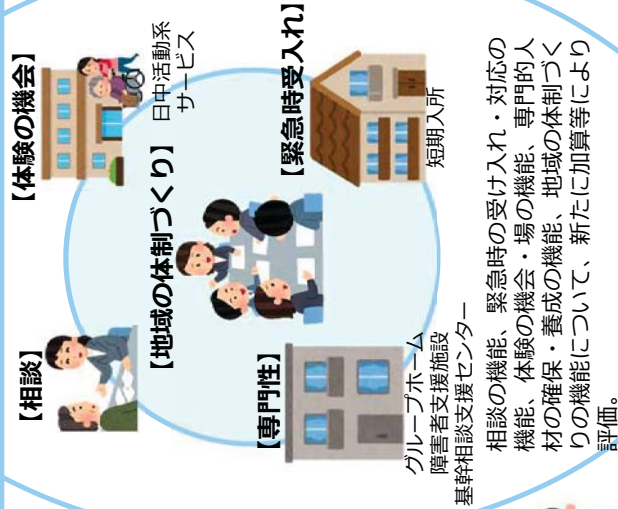 【相談】
【体験の機会】
日中活動系
サービス
【地域の体制づくり】
【専門性】
【緊急時受入れ】
グループホーム
障害者支援施設
基幹相談支援センター
短期入所
相談の機能、緊急時の受け入れ・対応の
機能、体験の機会・場の機能、専門的人
材の確保・養成の機能、地域の体制づく
りの機能について、新たに加算等により
評価。